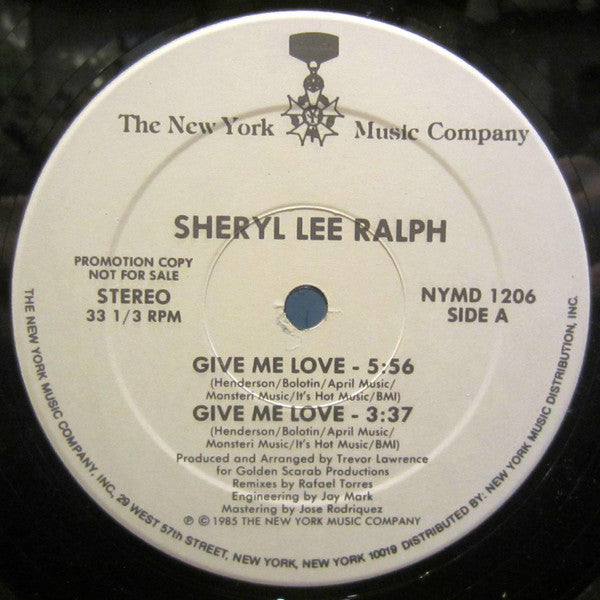 The New York Music Company
SHERYL LEE RALPH
PROMOTION COPY
NOT FOR SALE
STEREO
33 1/3 RPM
NYMD 1206
SIDE A
GIVE ME LOVE - 5:56
(Henderson/Bolotin/April Music/
Monsteri Music/It's Hot Music/BMI)
GIVE ME LOVE - 3:37
(Henderson/Bolotin/April Music/
Monsteri Music/It's Hot Music/BMI)
Produced and Arranged by Trevor Lawrence
for Golden Scarab Productions
Remixes by Rafael Torres
Engineering by Jay Mark
Mastering by Jose Rodriquez
℗ © 1985 THE NEW YORK MUSIC COMPANY
THE NEW YORK MUSIC COMPANY, INC. 29 WEST 57th STREET, NEW YORK, NEW YORK 10019 DISTRIBUTED BY: NEW YORK MUSIC DISTRIBUTION, INC.